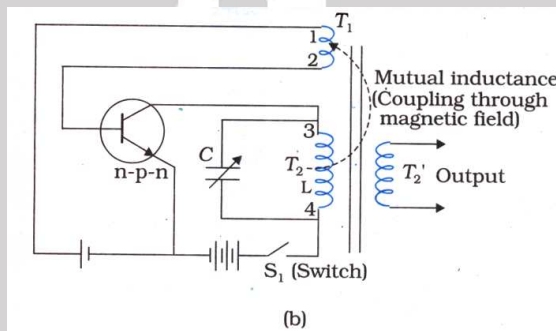 T1
1
2
Mutual inductance
(Coupling through
magnetic field)
3
C
T2
L
4
n-p-n
T2' Output
S1 (Switch)
(b)